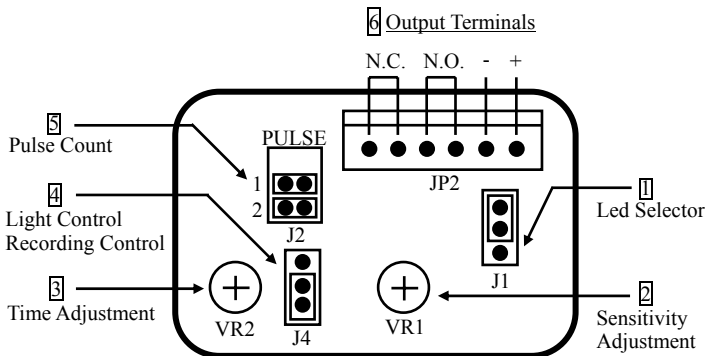 6 Output Terminals
N.C. N.O. - +
5
Pulse Count
PULSE
1
2
J2
JP2
4
Light Control
Recording Control
1
Led Selector
J1
3
Time Adjustment
VR2
J4
VR1
2
Sensitivity
Adjustment